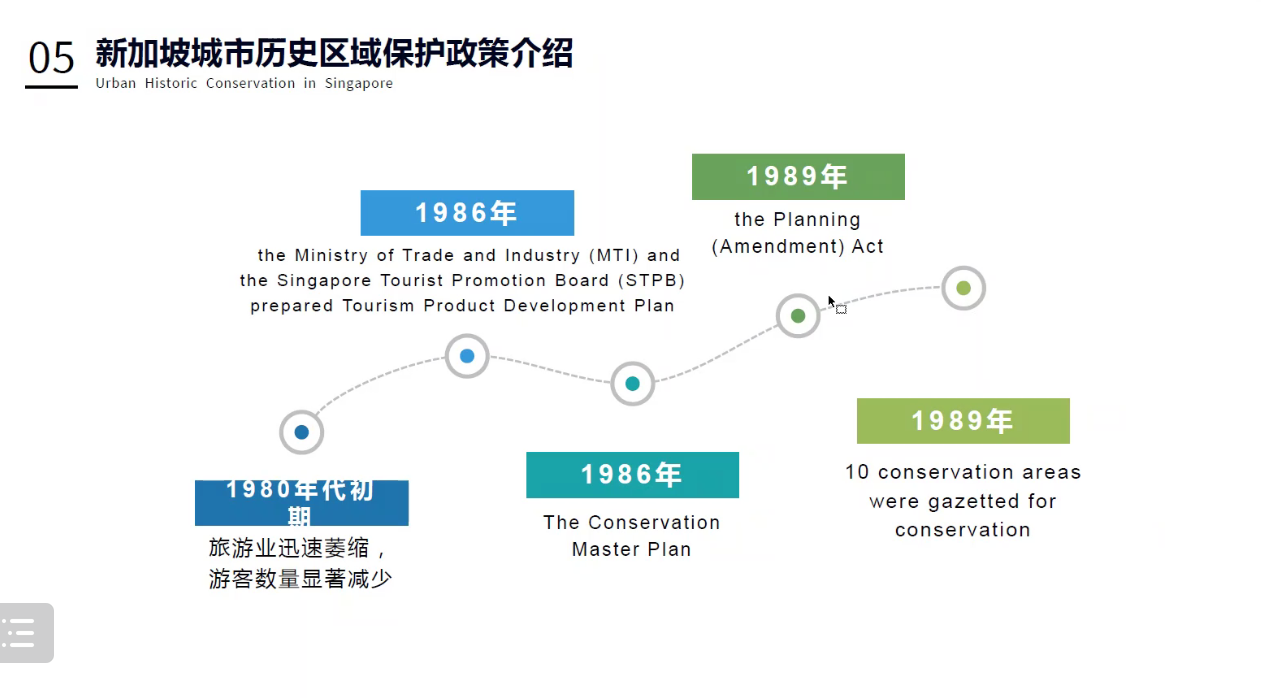 05
新加坡城市历史区域保护政策介绍
Urban Historic Conservation in Singapore
1980年代初
期
旅游业迅速萎缩，
游客数量显著减少
1986年
the Ministry of Trade and Industry (MTI) and
the Singapore Tourist Promotion Board (STPB)
prepared Tourism Product Development Plan
1986年
The Conservation
Master Plan
1989年
the Planning
(Amendment) Act
1989年
10 conservation areas
were gazetted for
conservation